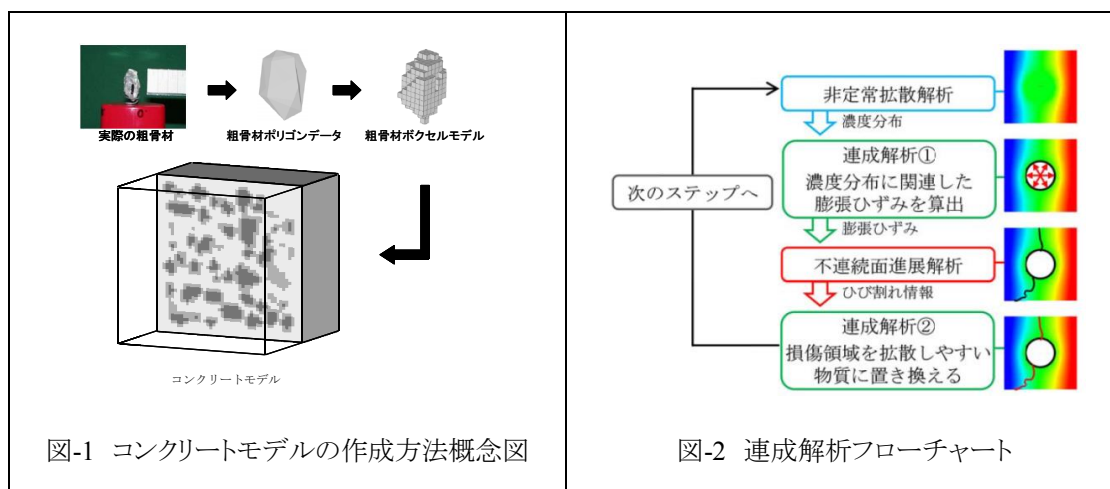 実際の粗骨材
粗骨材ポリゴンデータ
粗骨材ボクセルモデル
コンクリートモデル
図-1 コンクリートモデルの作成方法概念図
非定常拡散解析
濃度分布
連成解析①
濃度分布に関連した
膨張ひずみを算出
膨張ひずみ
次のステップへ
不連続面進展解析
ひび割れ情報
連成解析②
損傷領域を拡散しやすい
物質に置き換える
図-2 連成解析フローチャート